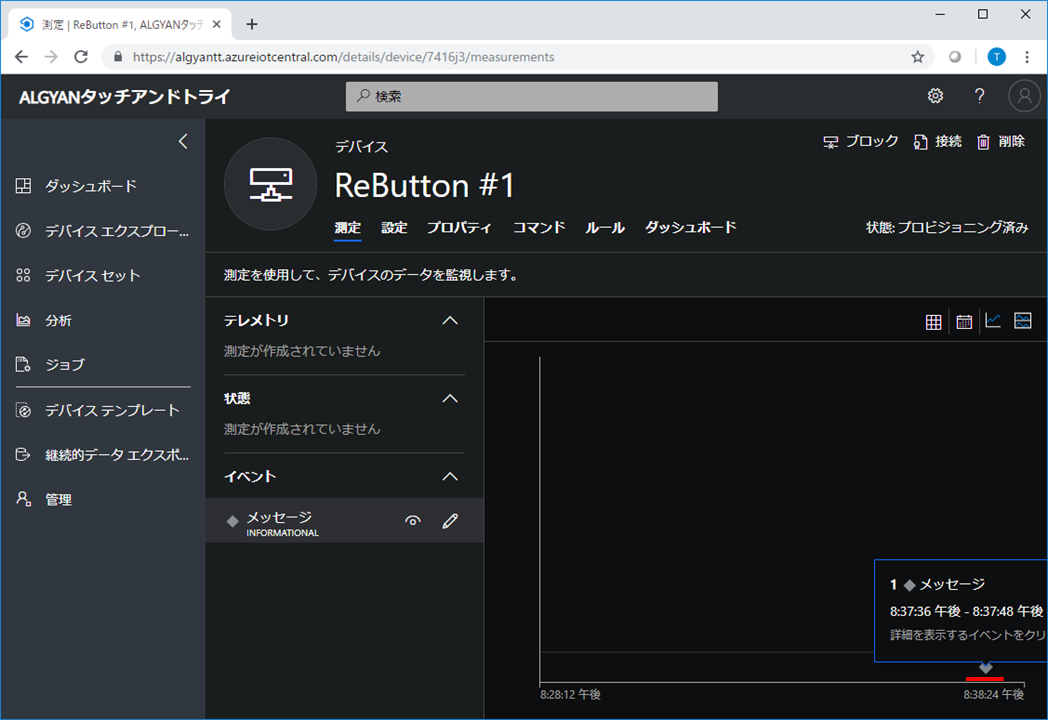 測定 | ReButton #1, ALGYANタッチ
https://algyantt.azureiotcentral.com/details/device/7416j3/measurements
T
ALGYANタッチアンドトライ
検索
?
ダッシュボード
デバイス エクスプロー...
デバイス セット
分析
ジョブ
デバイス テンプレート
継続的データ エクスポ...
管理
デバイス
ReButton #1
ブロック
接続
削除
測定 設定 プロパティ コマンド ルール ダッシュボード
状態: プロビジョニング済み
測定を使用して、デバイスのデータを監視します。
テレメトリ
測定が作成されていません
状態
測定が作成されていません
イベント
メッセージ
INFORMATIONAL
1 ◆ メッセージ
8:37:36 午後 - 8:37:48 午後
詳細を表示するイベントをクリ
8:28:12 午後
8:38:24 午後